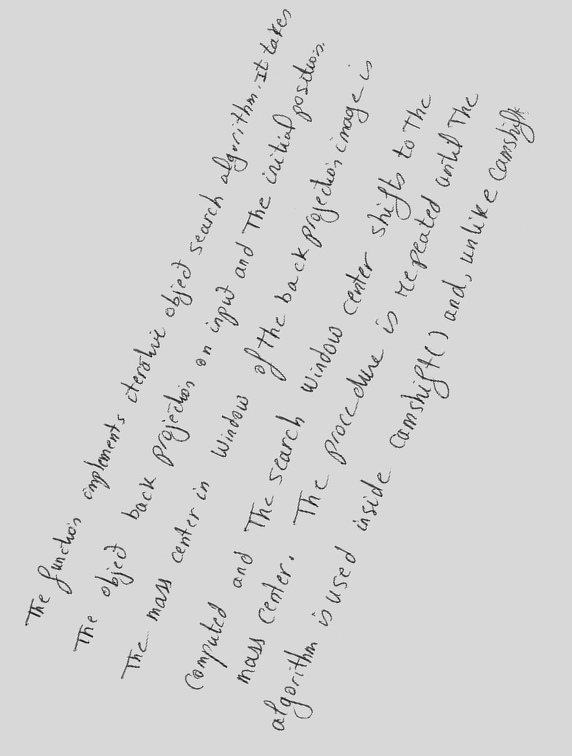 The function implements iterative object search algorithm. It takes
The object back projection on input and The initial position.
The mass center in Window of the back projection image is
Computed and The search window center shifts to the
mass center. The procedure is repeated until The
algorithm is used inside camshift() and, unlike camshift